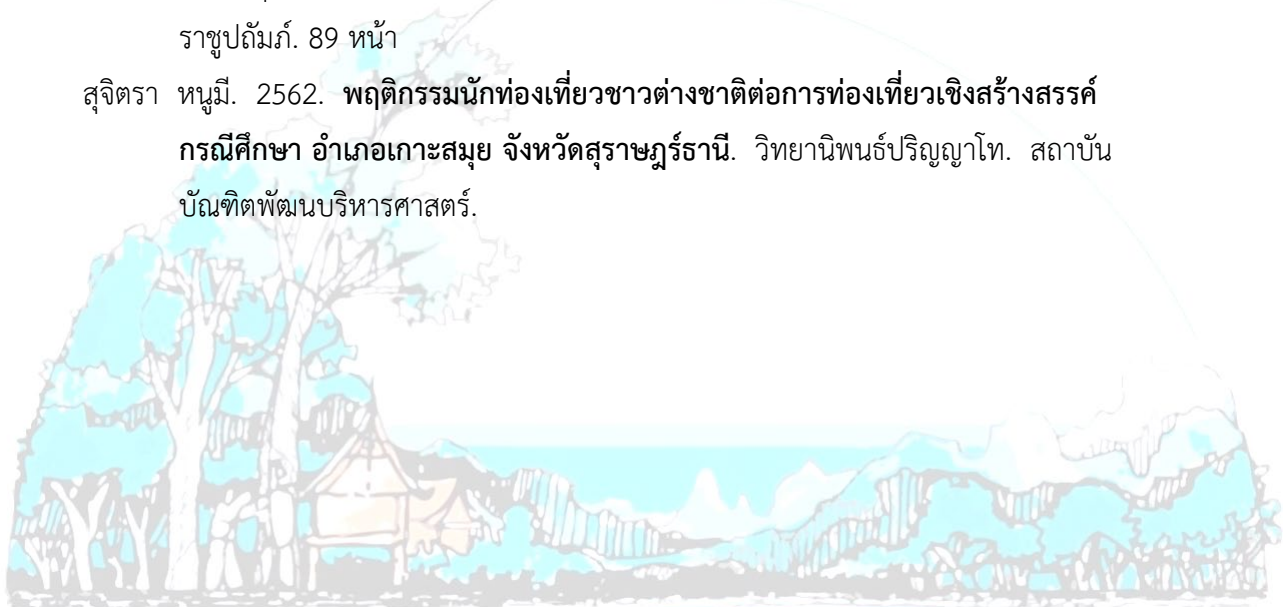 ราชูปถัมภ์. 89 หน้า
สุจิตรา หนูมี. 2562. พฤติกรรมนักท่องเที่ยวชาวต่างชาติต่อการท่องเที่ยวเชิงสร้างสรรค์
กรณีศึกษา อำเภอเกาะสมุย จังหวัดสุราษฎร์ธานี. วิทยานิพนธ์ปริญญาโท. สถาบัน
บัณฑิตพัฒนบริหารศาสตร์.